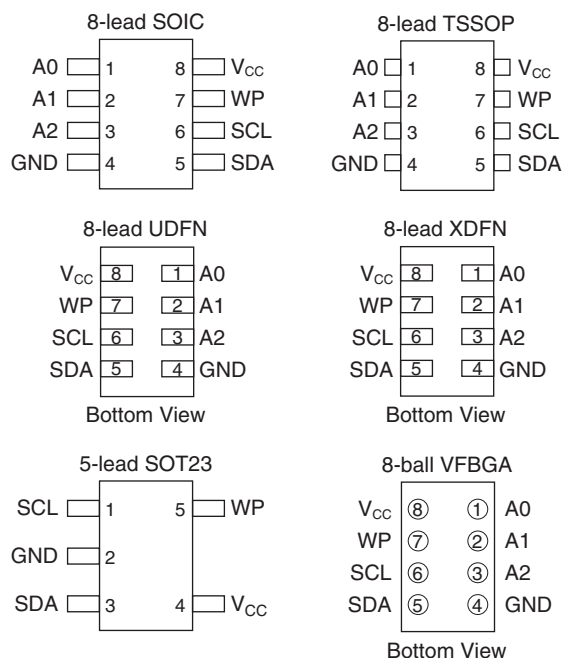 8-lead SOIC
A0 1 8 VCC
A1 2 7 WP
A2 3 6 SCL
GND 4 5 SDA
8-lead TSSOP
A0 1 8 VCC
A1 2 7 WP
A2 3 6 SCL
GND 4 5 SDA
8-lead UDFN
VCC 8 1 A0
WP 7 2 A1
SCL 6 3 A2
SDA 5 4 GND
Bottom View
8-lead XDFN
VCC 8 1 A0
WP 7 2 A1
SCL 6 3 A2
SDA 5 4 GND
Bottom View
5-lead SOT23
SCL 1 5 WP
GND 2
SDA 3 4 VCC
8-ball VFBGA
VCC 8 1 A0
WP 7 2 A1
SCL 6 3 A2
SDA 5 4 GND
Bottom View